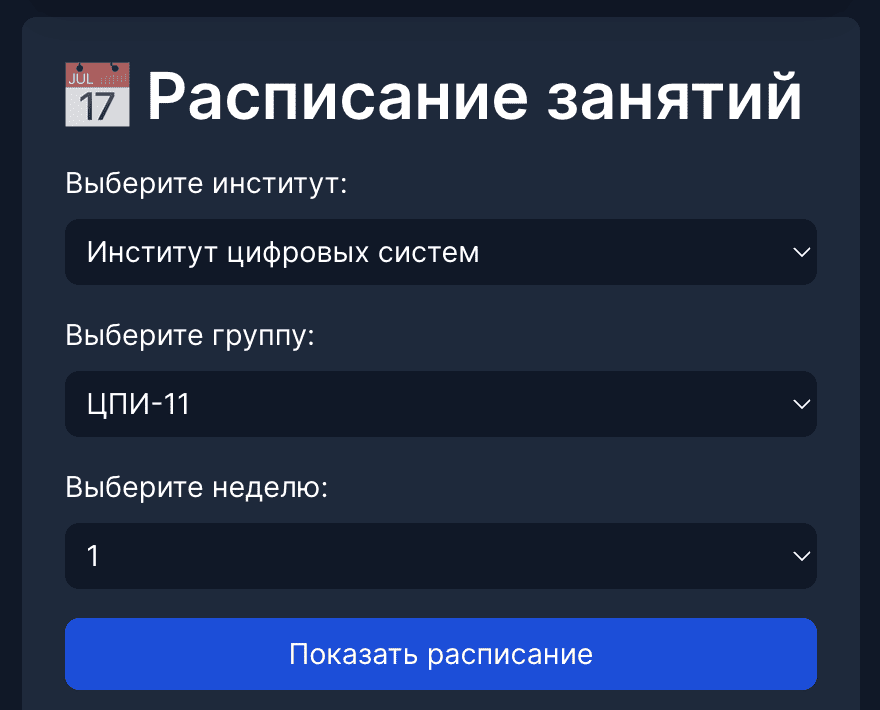 JUL
17
Расписание занятий
Выберите институт:
Институт цифровых систем
Выберите группу:
ЦПИ-11
Выберите неделю:
1
Показать расписание